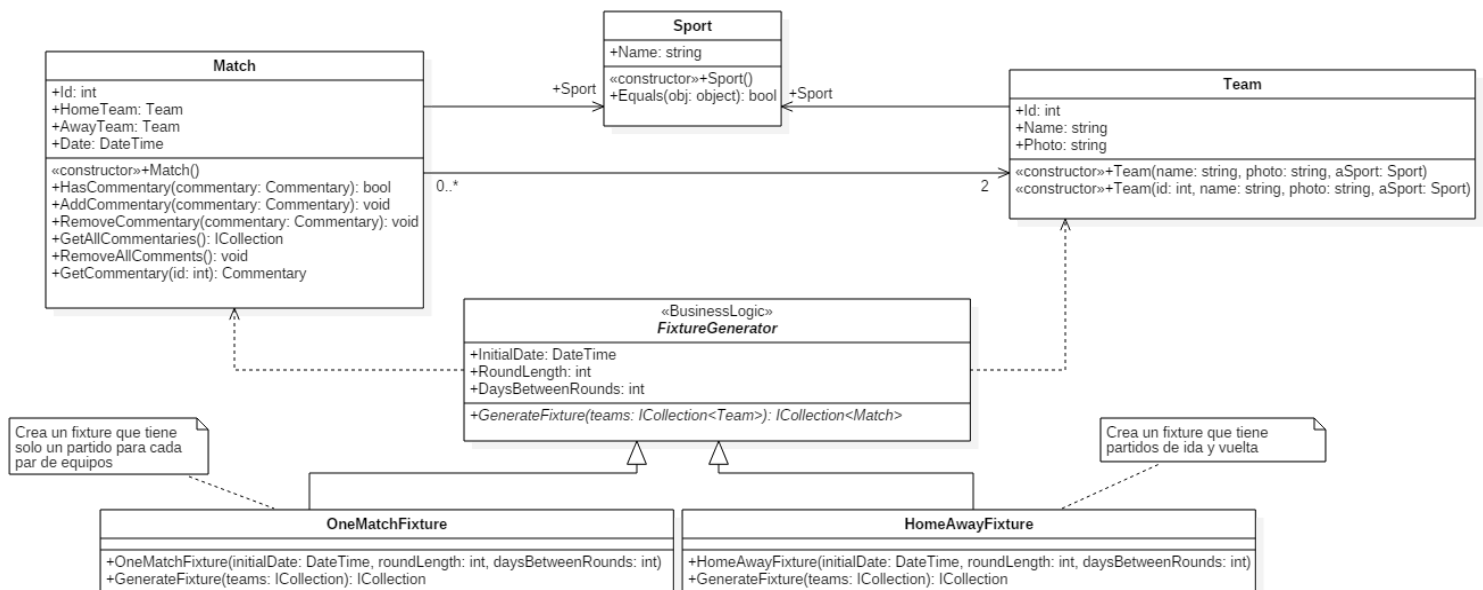 Sport
+Name: string
«constructor»+Sport()
+Equals(obj: object): bool
Match
+Id: int
+HomeTeam: Team
+AwayTeam: Team
+Date: DateTime
«constructor»+Match()
+HasCommentary(commentary: Commentary): bool
+AddCommentary(commentary: Commentary): void
+RemoveCommentary(commentary: Commentary): void
+GetAllCommentaries(): ICollection
+RemoveAllComments(): void
+GetCommentary(id: int): Commentary
+Sport
+Sport
Team
+Id: int
+Name: string
+Photo: string
«constructor»+Team(name: string, photo: string, aSport: Sport)
«constructor»+Team(id: int, name: string, photo: string, aSport: Sport)
0..*
2
«BusinessLogic»
FixtureGenerator
+InitialDate: DateTime
+RoundLength: int
+DaysBetweenRounds: int
+GenerateFixture(teams: ICollection<Team>): ICollection<Match>
Crea un fixture que tiene
solo un partido para cada
par de equipos
Crea un fixture que tiene
partidos de ida y vuelta
OneMatchFixture
+OneMatchFixture(initialDate: DateTime, roundLength: int, daysBetweenRounds: int)
+GenerateFixture(teams: ICollection): ICollection
HomeAwayFixture
+HomeAwayFixture(initialDate: DateTime, roundLength: int, daysBetweenRounds: int)
+GenerateFixture(teams: ICollection): ICollection